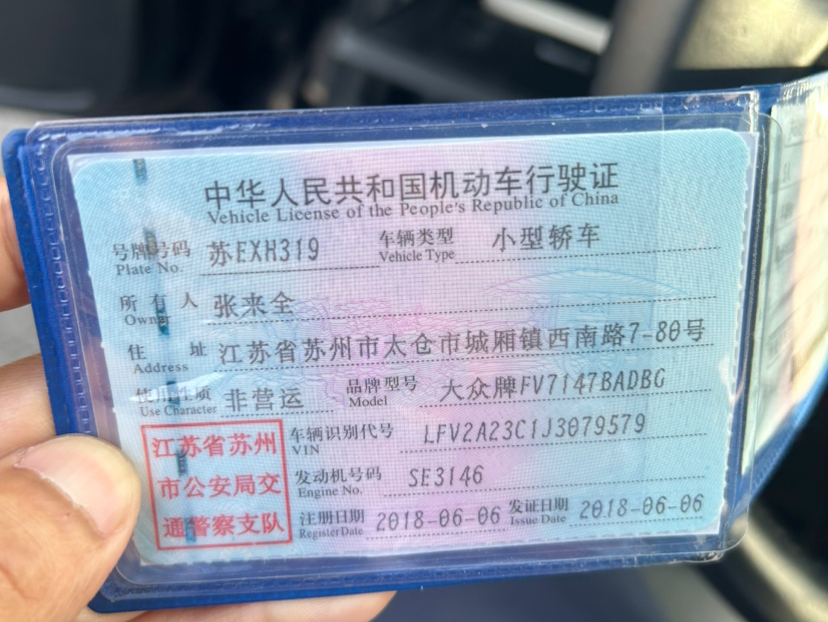 中华人民共和国机动车行驶证
Vehicle License of the People's Republic of China
号牌号码 苏EXH319 车辆类型 小型轿车
Plate No. Vehicle Type
所有人 张来全
Owner
住址 江苏省苏州市太仓市城厢镇西南路7-80号
Address
使用性质 非营运 品牌型号 大众牌FV7147BADBG
Use Character Model
江苏省苏州
市公安局交
通警察支队
车辆识别代号 LFV2A23C1J3079579
VIN
发动机号码 SE3146
Engine No.
注册日期 2018-06-06 发证日期 2018-06-06
Register Date Issue Date